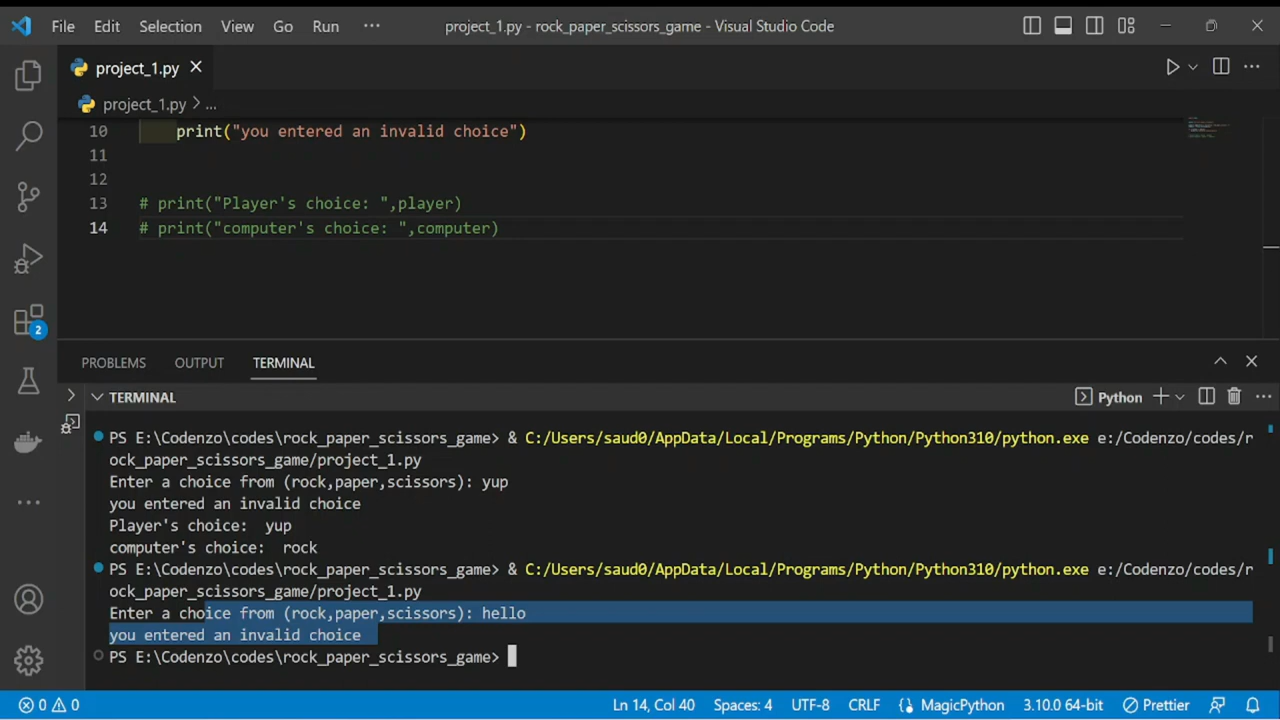 File Edit Selection View Go Run ··· project_1.py - rock_paper_scissors_game - Visual Studio Code
project_1.py
project_1.py > ...
10 print("you entered an invalid choice")
11
12
13 # print("Player's choice: ",player)
14 # print("computer's choice: ",computer)
2
PROBLEMS OUTPUT TERMINAL
TERMINAL Python
PS E:\Codenzo\codes\rock_paper_scissors_game> & C:/Users/saud0/AppData/Local/Programs/Python/Python310/python.exe e:/Codenzo/codes/r
ock_paper_scissors_game/project_1.py
Enter a choice from (rock,paper,scissors): yup
you entered an invalid choice
Player's choice:  yup
computer's choice:  rock
PS E:\Codenzo\codes\rock_paper_scissors_game> & C:/Users/saud0/AppData/Local/Programs/Python/Python310/python.exe e:/Codenzo/codes/r
ock_paper_scissors_game/project_1.py
Enter a choice from (rock,paper,scissors): hello
you entered an invalid choice
PS E:\Codenzo\codes\rock_paper_scissors_game>
0 0 Ln 14, Col 40 Spaces: 4 UTF-8 CRLF MagicPython 3.10.0 64-bit Prettier